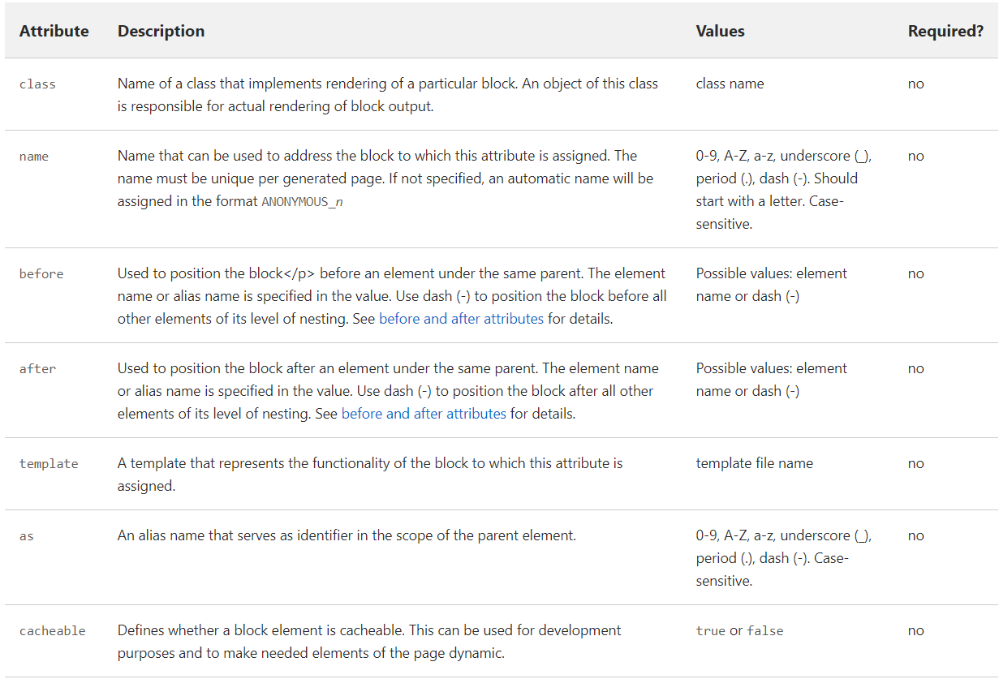 Attribute Description Values Required?
class Name of a class that implements rendering of a particular block. An object of this class class name no
is responsible for actual rendering of block output.
name Name that can be used to address the block to which this attribute is assigned. The 0-9, A-Z, a-z, underscore (_), no
name must be unique per generated page. If not specified, an automatic name will be period (.), dash (-). Should
assigned in the format ANONYMOUS_n start with a letter. Case-
sensitive.
before Used to position the block</p> before an element under the same parent. The element Possible values: element no
name or alias name is specified in the value. Use dash (-) to position the block before all name or dash (-)
other elements of its level of nesting. See before and after attributes for details.
after Used to position the block after an element under the same parent. The element name Possible values: element no
or alias name is specified in the value. Use dash (-) to position the block after all other name or dash (-)
elements of its level of nesting. See before and after attributes for details.
template A template that represents the functionality of the block to which this attribute is template file name no
assigned.
as An alias name that serves as identifier in the scope of the parent element. 0-9, A-Z, a-z, underscore (_), no
period (.), dash (-). Case-
sensitive.
cacheable Defines whether a block element is cacheable. This can be used for development true or false no
purposes and to make needed elements of the page dynamic.